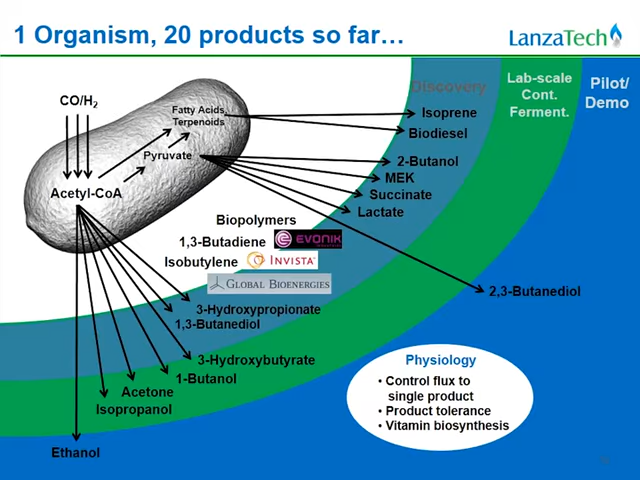 1 Organism, 20 products so far…
LanzaTech
Discovery
Lab-scale
Cont.
Ferment.
Pilot/
Demo
CO/H2
Fatty Acids,
Terpenoids
Pyruvate
Acetyl-CoA
Isoprene
Biodiesel
2-Butanol
MEK
Succinate
Lactate
Biopolymers
1,3-Butadiene
EVONIK
Isobutylene
INVISTA
GLOBAL BIOENERGIES
2,3-Butanediol
3-Hydroxypropionate
1,3-Butanediol
3-Hydroxybutyrate
1-Butanol
Acetone
Isopropanol
Ethanol
Physiology
• Control flux to
single product
• Product tolerance
• Vitamin biosynthesis